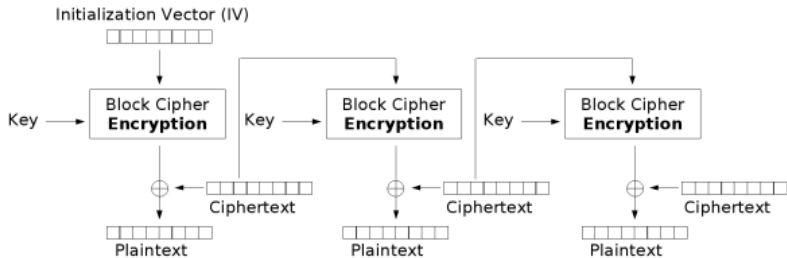 Initialization Vector (IV)
Key
Block Cipher
Encryption
Key
Block Cipher
Encryption
Key
Block Cipher
Encryption
Ciphertext
Ciphertext
Ciphertext
Plaintext
Plaintext
Plaintext